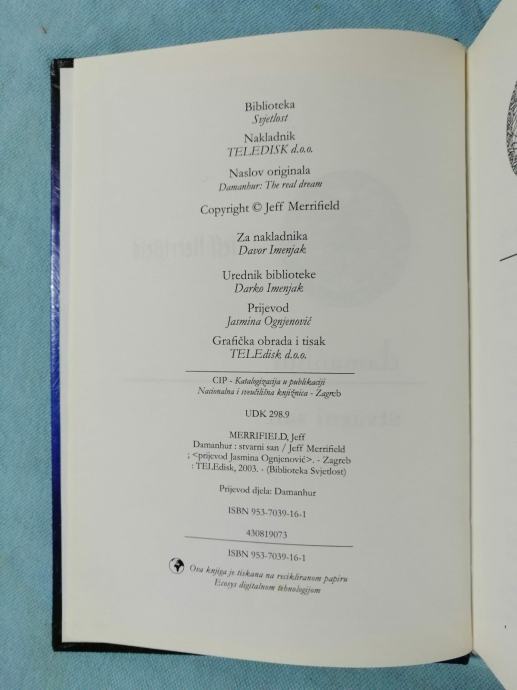 Biblioteka
Svjetlost
Nakladnik
TELEDISK d.o.o.
Naslov originala
Damanhur: The real dream
Copyright © Jeff Merrifield
Za nakladnika
Davor Imenjak
Urednik biblioteke
Darko Imenjak
Prijevod
Jasmina Ognjenović
Grafička obrada i tisak
TELEdisk d.o.o.
CIP - Katalogizacija u publikaciji
Nacionalna i sveučilišna knjižnica - Zagreb
UDK 298.9
MERRIFIELD, Jeff
Damanhur : stvarni san / Jeff Merrifield
; <prijevod Jasmina Ognjenović>. - Zagreb
: TELEdisk, 2003. - (Biblioteka Svjetlost)
Prijevod djela: Damanhur
ISBN 953-7039-16-1
430819073
ISBN 953-7039-16-1
Ova knjiga je tiskana na recikliranom papiru
Ecosys digitalnom tehnologijom